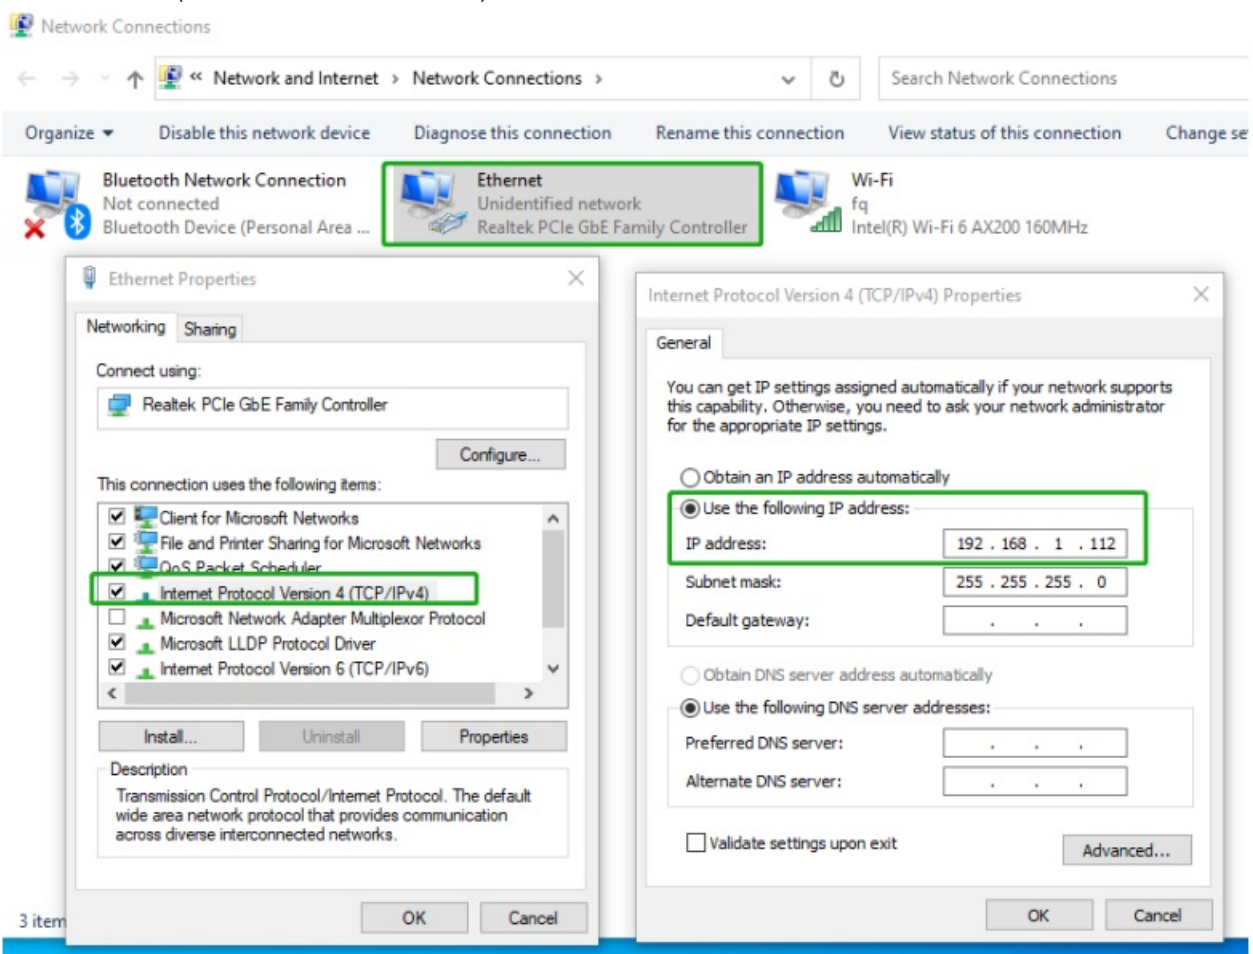 Network Connections
« Network and Internet > Network Connections >
Search Network Connections
Organize Disable this network device Diagnose this connection Rename this connection View status of this connection Change se
Bluetooth Network Connection
Not connected
Bluetooth Device (Personal Area ...
Ethernet
Unidentified network
Realtek PCIe GbE Family Controller
Wi-Fi
fq
Intel(R) Wi-Fi 6 AX200 160MHz
Ethernet Properties
Networking Sharing
Connect using:
Realtek PCIe GbE Family Controller
Configure...
This connection uses the following items:
Client for Microsoft Networks
File and Printer Sharing for Microsoft Networks
QoS Packet Scheduler
Internet Protocol Version 4 (TCP/IPv4)
Microsoft Network Adapter Multiplexor Protocol
Microsoft LLDP Protocol Driver
Internet Protocol Version 6 (TCP/IPv6)
Install... Uninstall Properties
Description
Transmission Control Protocol/Internet Protocol. The default
wide area network protocol that provides communication
across diverse interconnected networks.
OK Cancel
3 item
Internet Protocol Version 4 (TCP/IPv4) Properties
General
You can get IP settings assigned automatically if your network supports
this capability. Otherwise, you need to ask your network administrator
for the appropriate IP settings.
Obtain an IP address automatically
Use the following IP address:
IP address: 192 . 168 . 1 . 112
Subnet mask: 255 . 255 . 255 . 0
Default gateway: . . .
Obtain DNS server address automatically
Use the following DNS server addresses:
Preferred DNS server: . . .
Alternate DNS server: . . .
Validate settings upon exit
Advanced...
OK Cancel